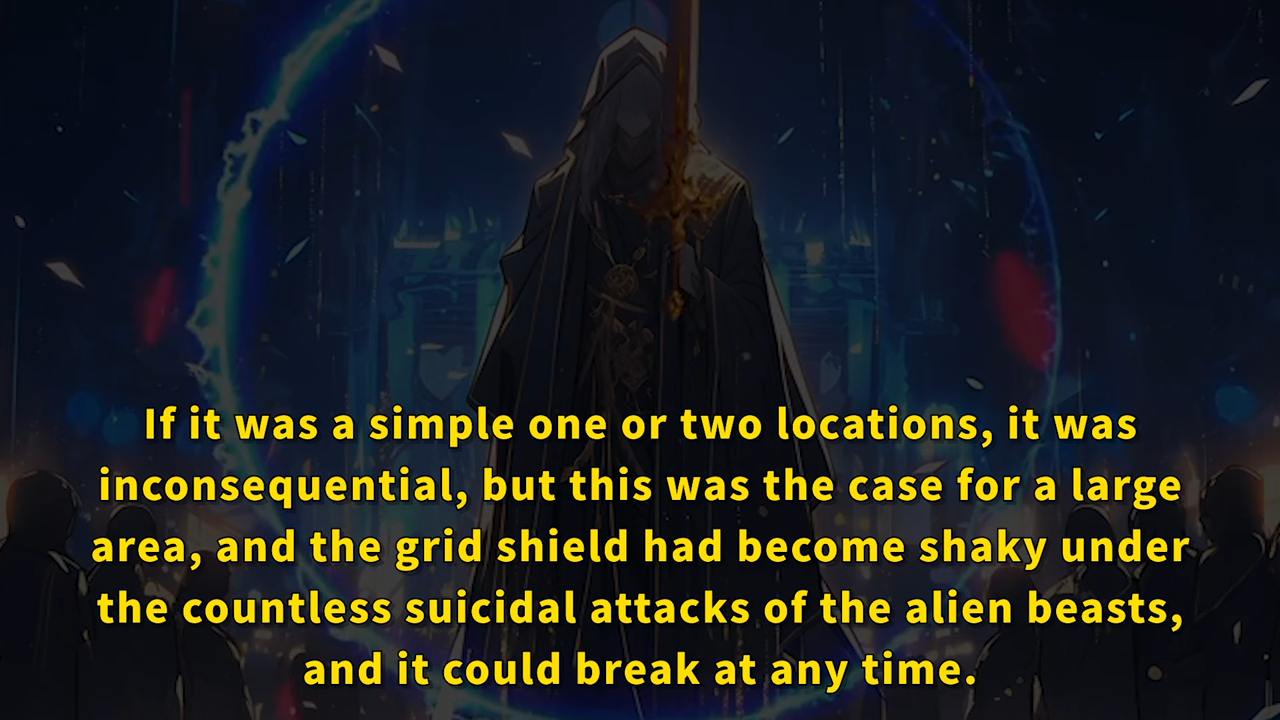 If it was a simple one or two locations, it was
inconsequential, but this was the case for a large
area, and the grid shield had become shaky under
the countless suicidal attacks of the alien beasts,
and it could break at any time.